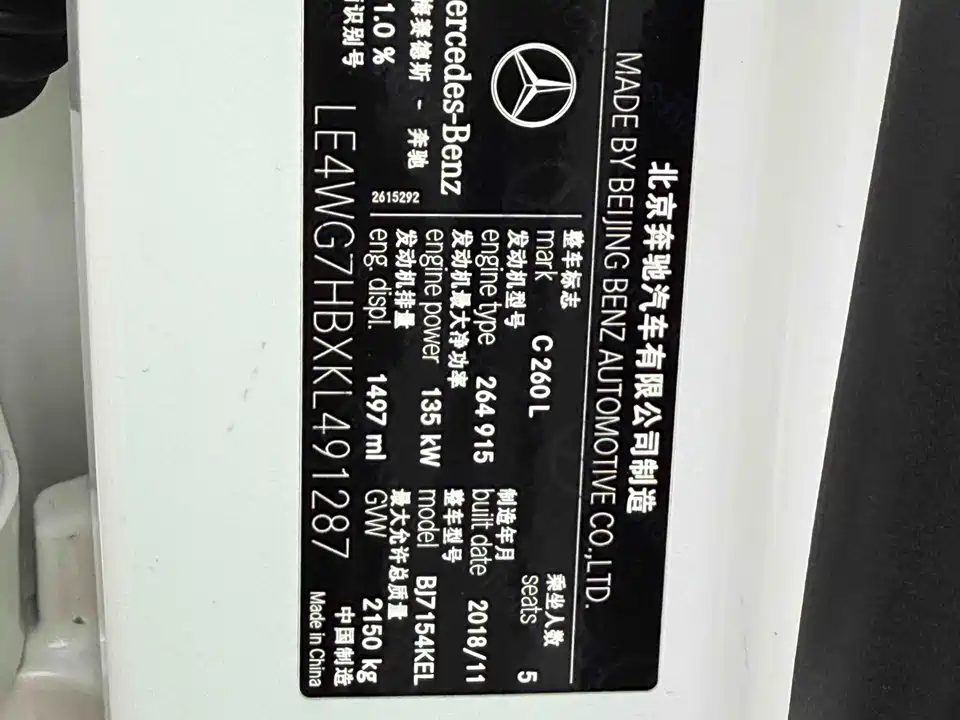 北京奔驰汽车有限公司制造
MADE BY BEIJING BENZ AUTOMOTIVE CO.,LTD.
整车标志
mark C 260 L
乘坐人数
seats 5
发动机型号
engine type 264 915
制造年月
built date 2018/11
发动机最大净功率
engine power 135 kW
整车型号
model BJ7154KEL
发动机排量
eng. displ. 1497 ml
最大允许总质量
GVW 2150 kg
ercedes-Benz
梅赛德斯 - 奔驰
1.0 %
2615292
识别号
LE4WG7HBXKL491287
中国制造
Made in China